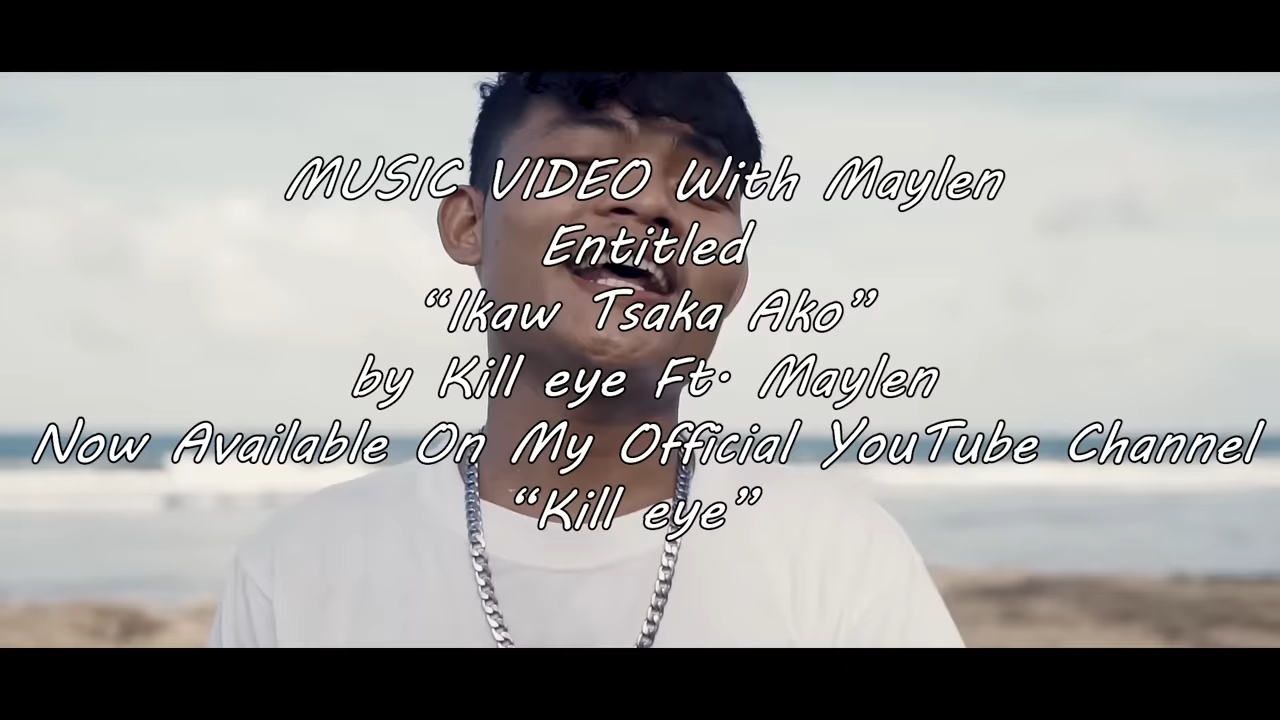 MUSIC VIDEO With Maylen
Entitled
“Ikaw Tsaka Ako”
by Kill eye Ft. Maylen
Now Available On My Official YouTube Channel
“Kill eye”